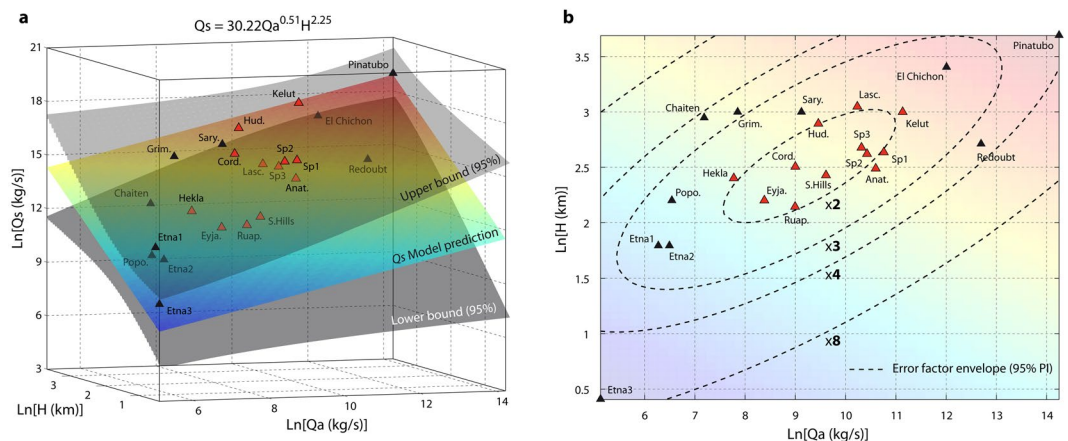 a
Qs = 30.22Qa^0.51H^2.25
21
18
15
12
9
6
3
Ln[Qs (kg/s)]
Pinatubo
Kelut
Hud.
El Chichon
Sary.
Grim.
Cord.
Sp2
Lasc.
Sp3
Sp1
Redoubt
Anat.
Upper bound (95%)
Chaiten
Hekla
S.Hills
Eyja.
Ruap.
Etna1
Popo.
Etna2
Qs Model prediction
Etna3
Lower bound (95%)
3
2
1
Ln[H (km)]
6
8
10
12
14
Ln[Qa (kg/s)]
b
3.5
3
2.5
2
1.5
1
0.5
Ln[H (km)]
Pinatubo
El Chichon
Chaiten
Grim.
Sary.
Lasc.
Hud.
Kelut
Sp3
Redoubt
Cord.
Sp2
Sp1
Hekla
S.Hills
Anat.
Popo.
Eyja.
Ruap.
x2
Etna1
Etna2
x3
x4
x8
Error factor envelope (95% PI)
Etna3
6
7
8
9
10
11
12
13
14
Ln[Qa (kg/s)]